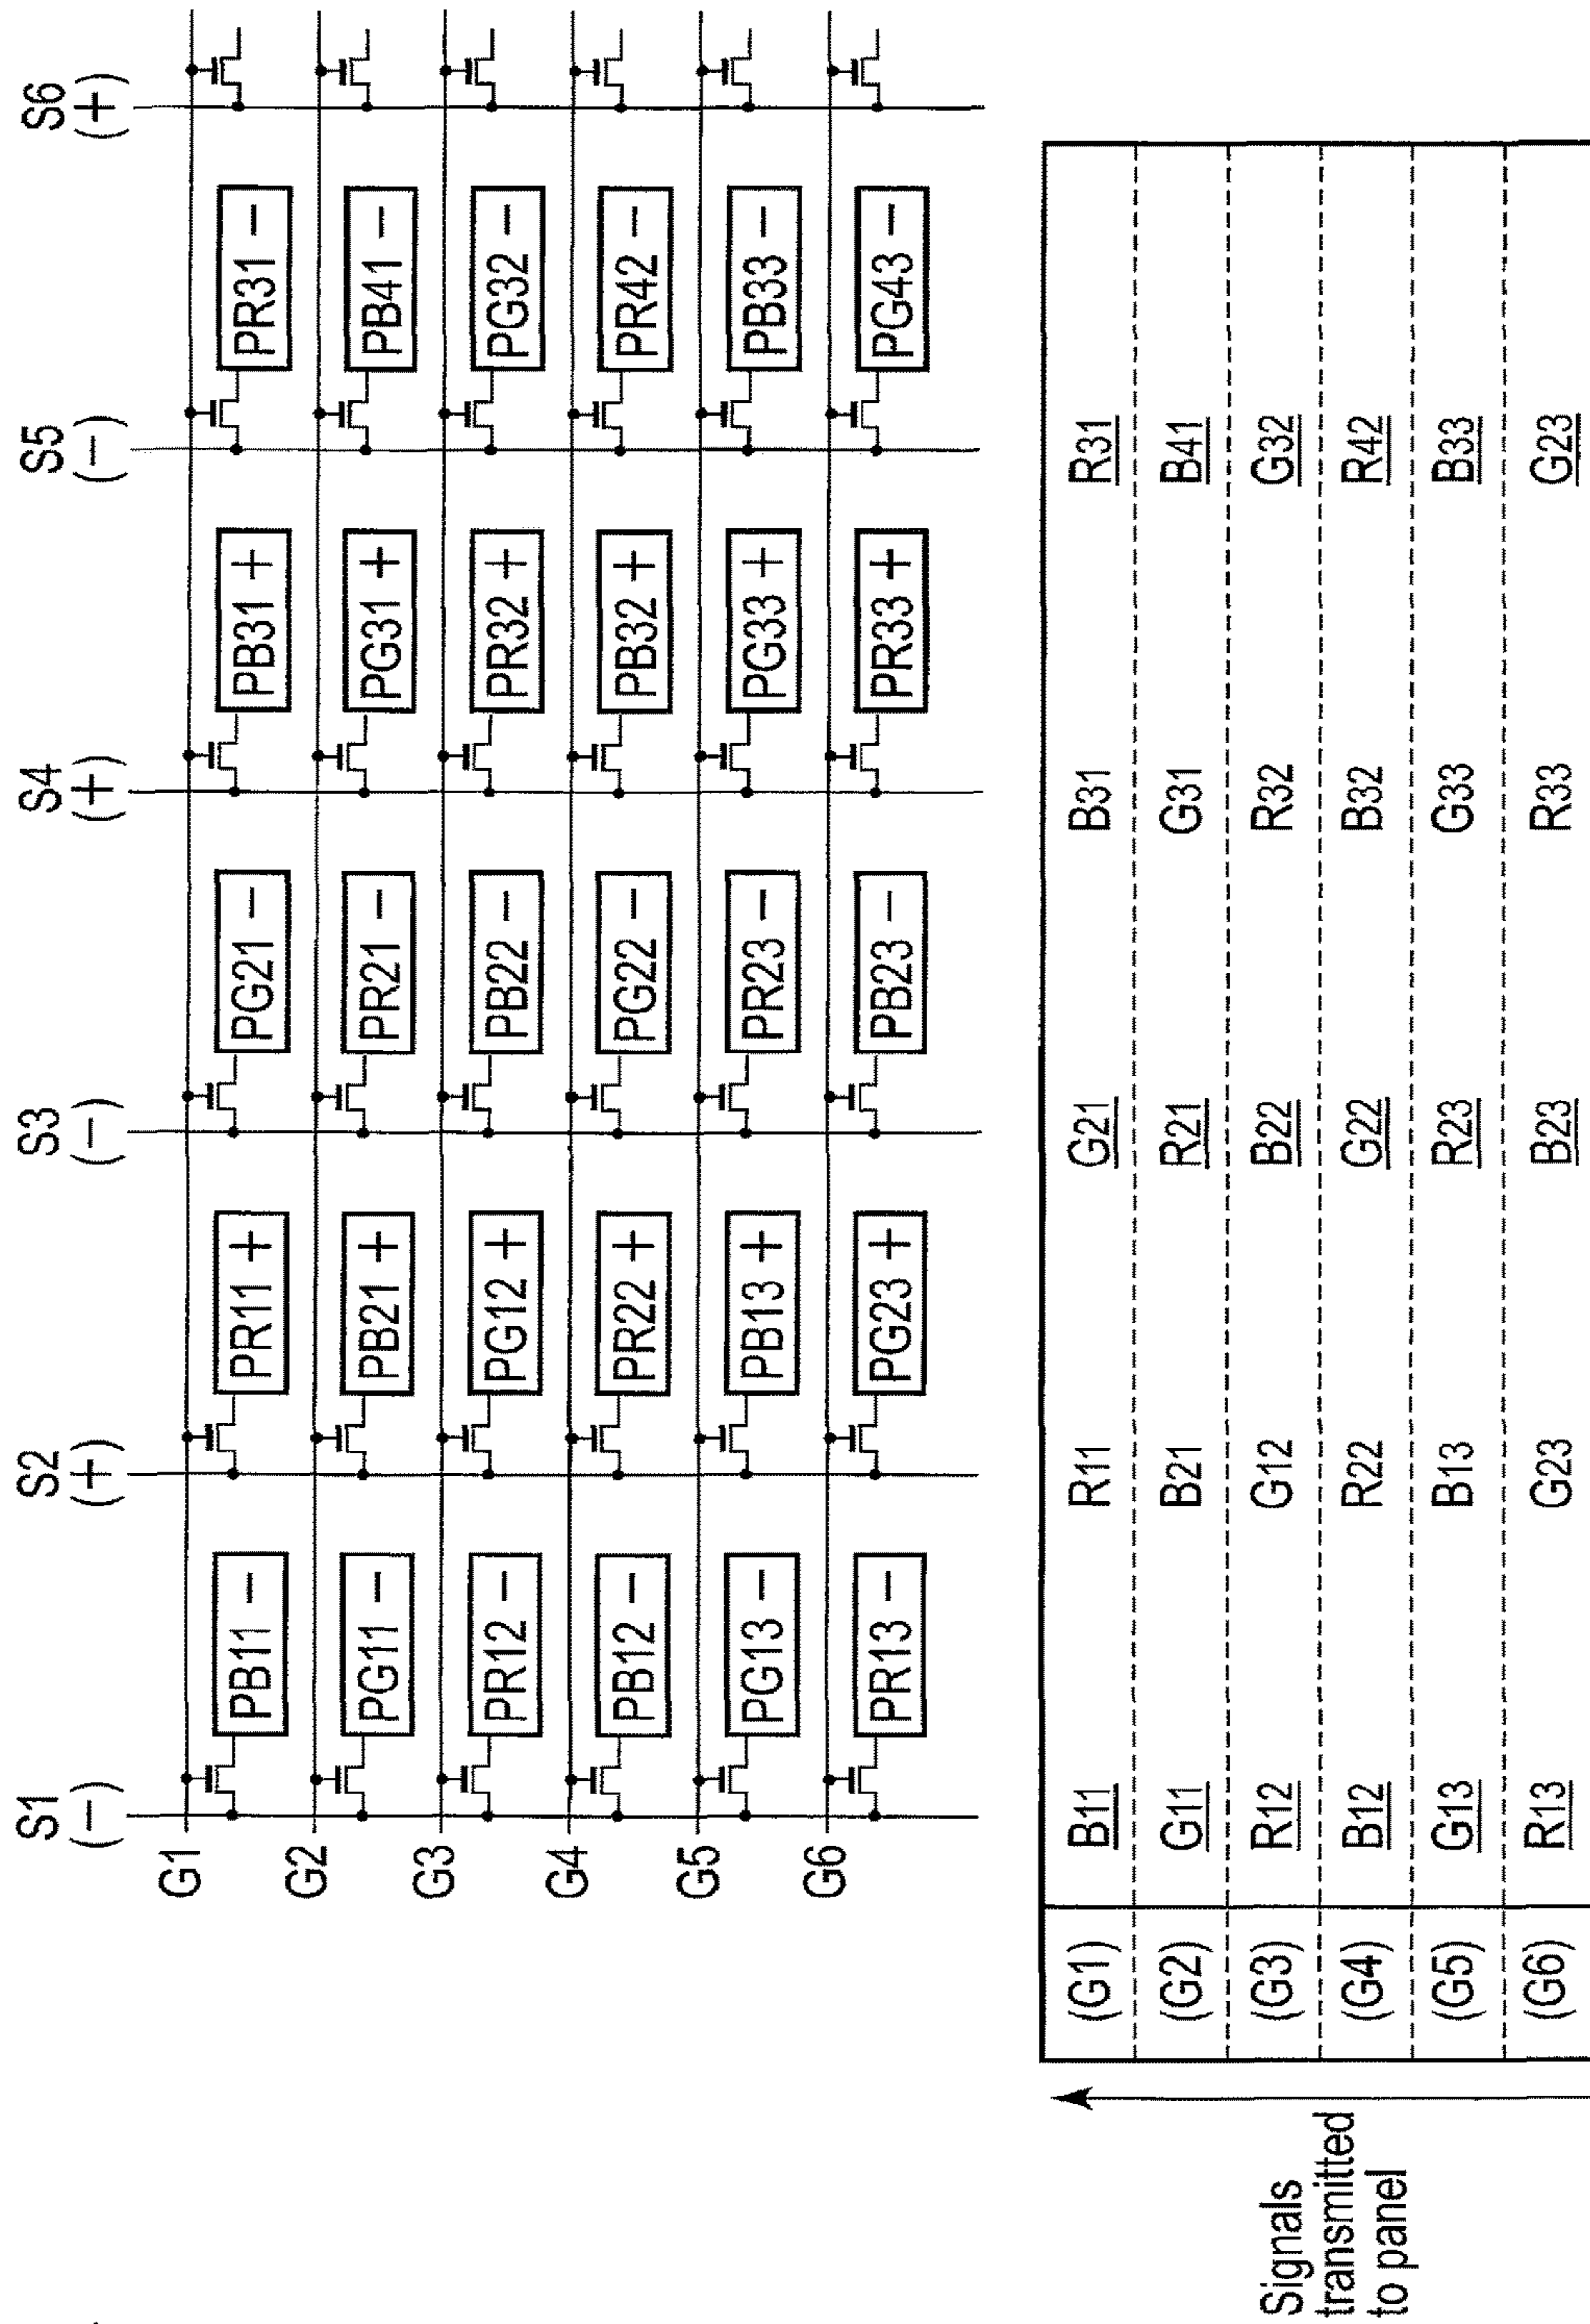 S1 S2 S3 S4 S5 S6
(−) (+) (−) (+) (−) (+)
G1
PB11 − PR11 + PG21 − PB31 + PR31 −
G2
PG11 − PB21 + PR21 − PG31 + PB41 −
G3
PR12 − PG12 + PB22 − PR32 + PG32 −
G4
PB12 − PR22 + PG22 − PB32 + PR42 −
G5
PG13 − PB13 + PR23 − PG33 + PB33 −
G6
PR13 − PG23 + PB23 − PR33 + PG43 −
Signals
transmitted
to panel
(G1) B11 R11 G21 B31 R31
(G2) G11 B21 R21 G31 B41
(G3) R12 G12 B22 R32 G32
(G4) B12 R22 G22 B32 R42
(G5) G13 B13 R23 G33 B33
(G6) R13 G23 B23 R33 G23